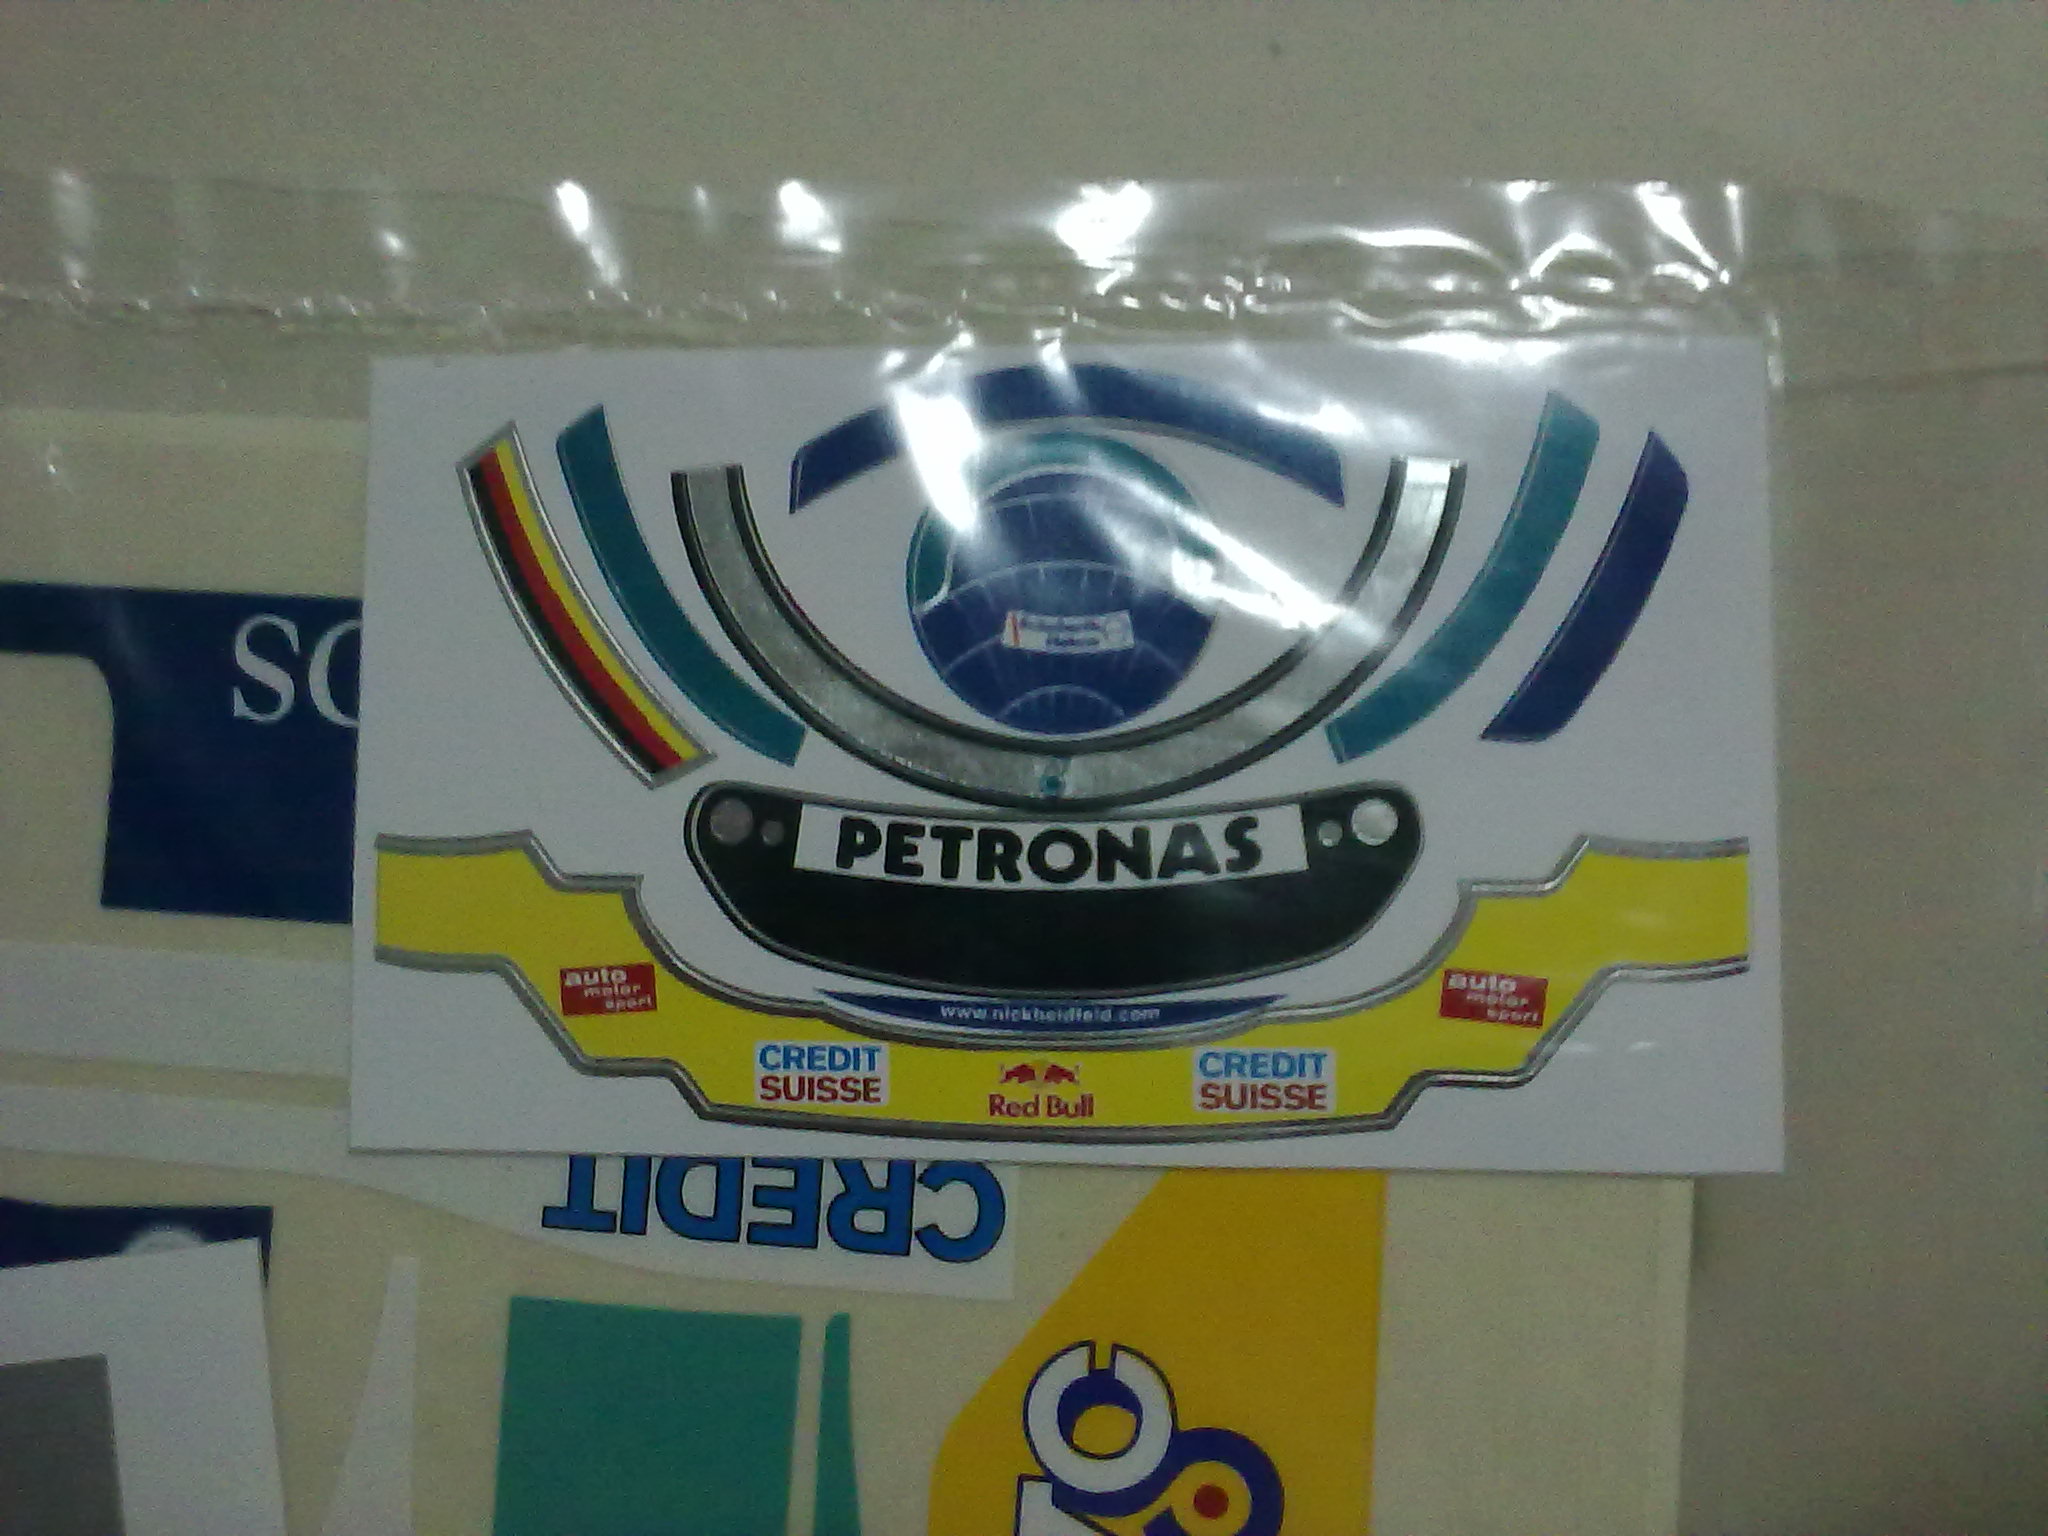 SC
PETRONAS
auto
motor
sport
auto
motor
sport
www.nickheidfeld.com
CREDIT
SUISSE
Red Bull
CREDIT
SUISSE
CREDIT